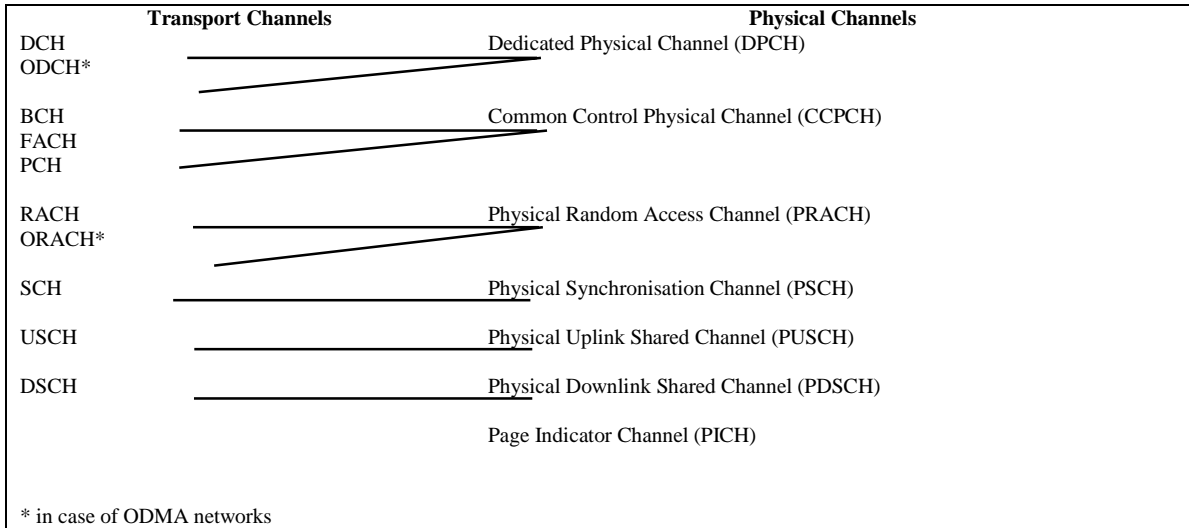 Transport Channels Physical Channels
DCH Dedicated Physical Channel (DPCH)
ODCH*
BCH Common Control Physical Channel (CCPCH)
FACH
PCH
RACH Physical Random Access Channel (PRACH)
ORACH*
SCH Physical Synchronisation Channel (PSCH)
USCH Physical Uplink Shared Channel (PUSCH)
DSCH Physical Downlink Shared Channel (PDSCH)
Page Indicator Channel (PICH)
* in case of ODMA networks